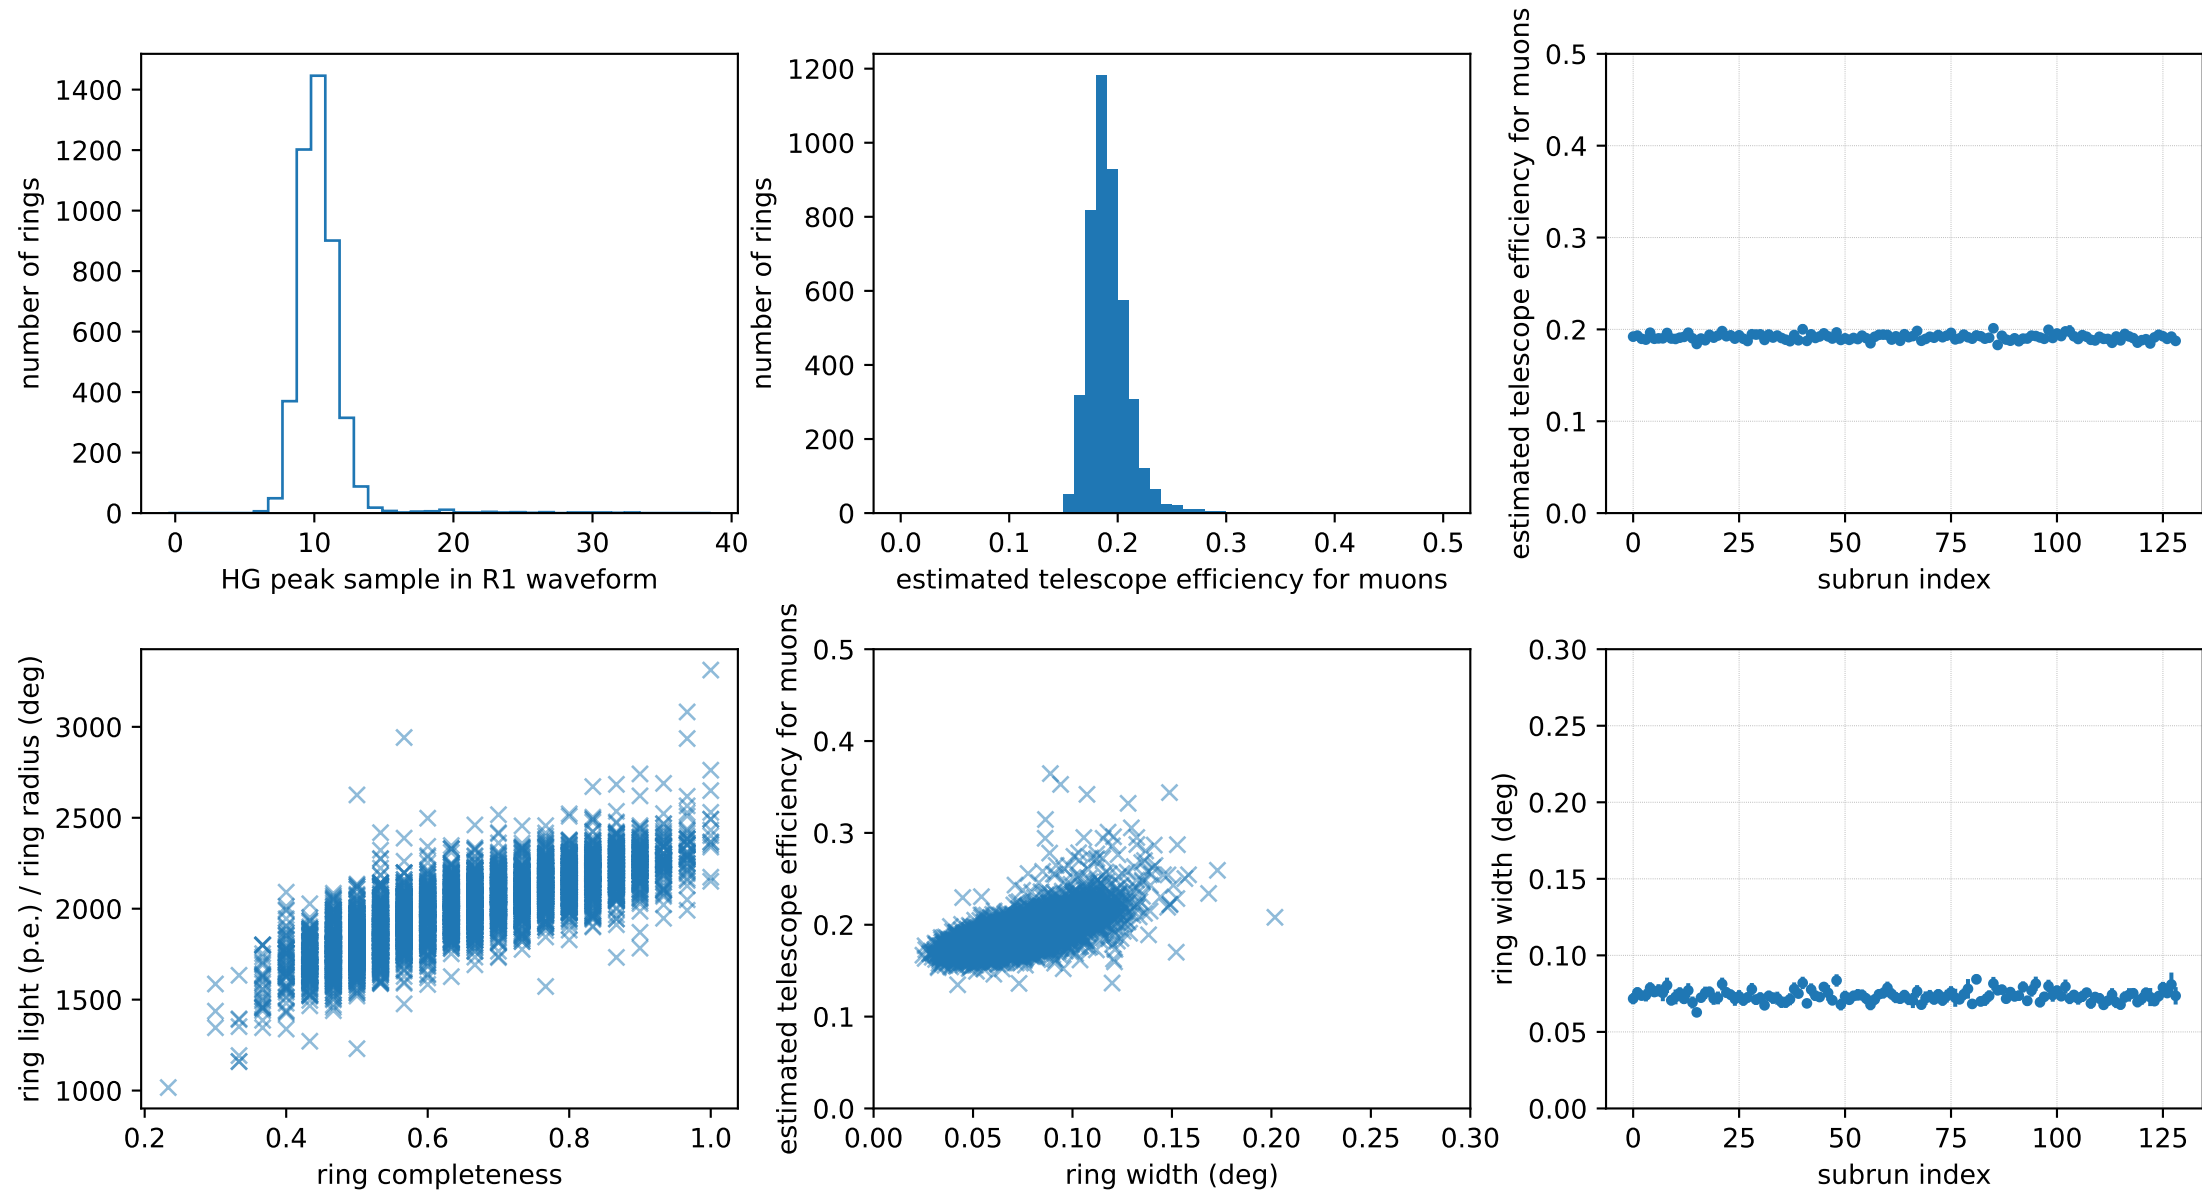 number of rings
1400
1200
1000
800
600
400
200
0
0 10 20 30 40
HG peak sample in R1 waveform
number of rings
1200
1000
800
600
400
200
0
0.0 0.1 0.2 0.3 0.4 0.5
estimated telescope efficiency for muons
estimated telescope efficiency for muons
0.5
0.4
0.3
0.2
0.1
0.0
0 25 50 75 100 125
subrun index
ring light (p.e.) / ring radius (deg)
3000
2500
2000
1500
1000
0.2 0.4 0.6 0.8 1.0
ring completeness
estimated telescope efficiency for muons
0.5
0.4
0.3
0.2
0.1
0.0
0.00 0.05 0.10 0.15 0.20 0.25 0.30
ring width (deg)
ring width (deg)
0.30
0.25
0.20
0.15
0.10
0.05
0.00
0 25 50 75 100 125
subrun index